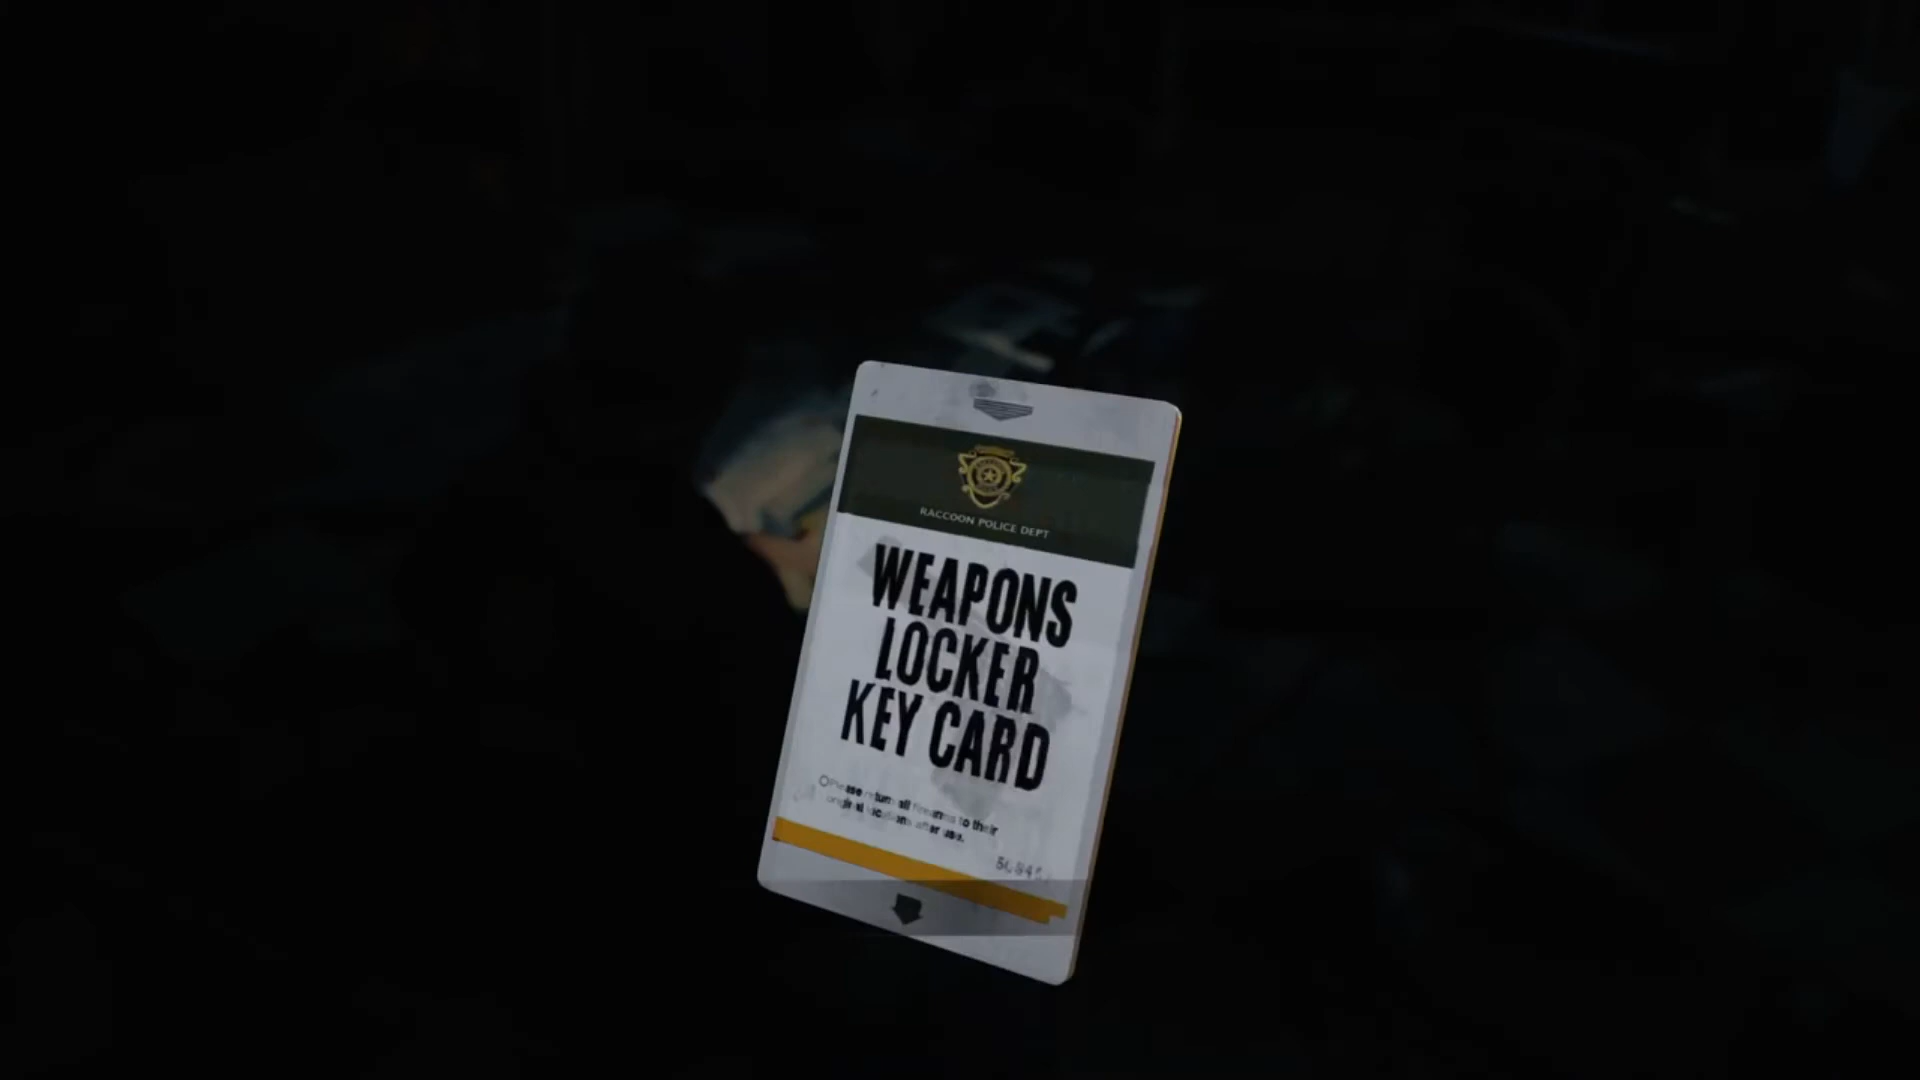 RACCOON POLICE DEPT
WEAPONS
LOCKER
KEY CARD
Please return all firearms to their
original locations after use.